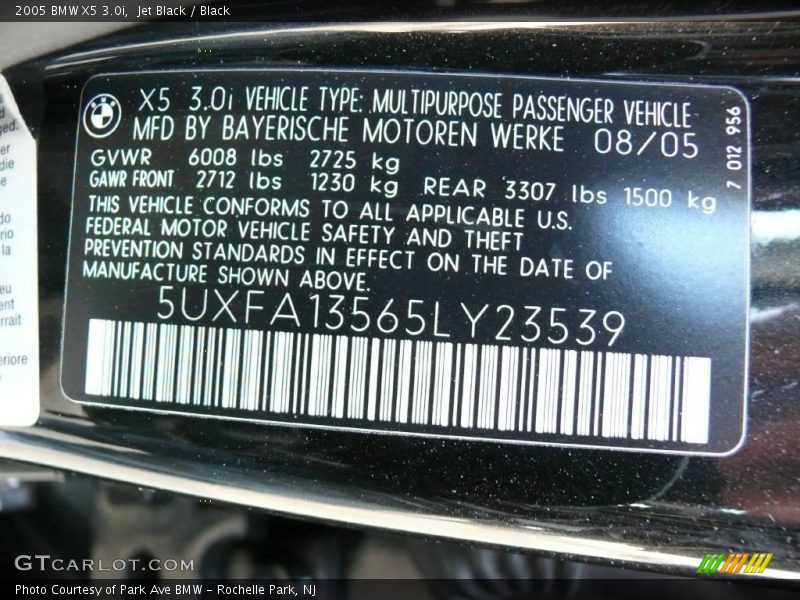 2005 BMW X5 3.0i, Jet Black / Black
X5 3.0i VEHICLE TYPE: MULTIPURPOSE PASSENGER VEHICLE
MFD BY BAYERISCHE MOTOREN WERKE 08/05
GVWR 6008 lbs 2725 kg
GAWR FRONT 2712 lbs 1230 kg REAR 3307 lbs 1500 kg
THIS VEHICLE CONFORMS TO ALL APPLICABLE U.S.
FEDERAL MOTOR VEHICLE SAFETY AND THEFT
PREVENTION STANDARDS IN EFFECT ON THE DATE OF
MANUFACTURE SHOWN ABOVE.
5UXFA13565LY23539
7 012 956
GTCARLOT.COM
Photo Courtesy of Park Ave BMW - Rochelle Park, NJ